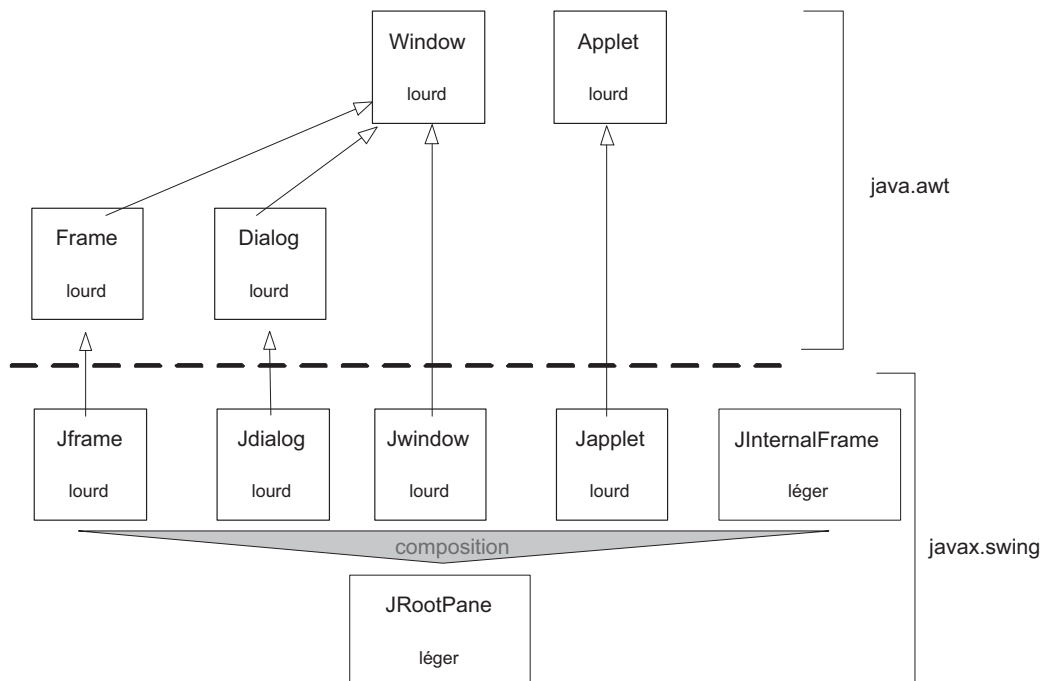 Window
lourd
Applet
lourd
java.awt
Frame
lourd
Dialog
lourd
Jframe
lourd
Jdialog
lourd
Jwindow
lourd
Japplet
lourd
JInternalFrame
léger
composition
javax.swing
JRootPane
léger